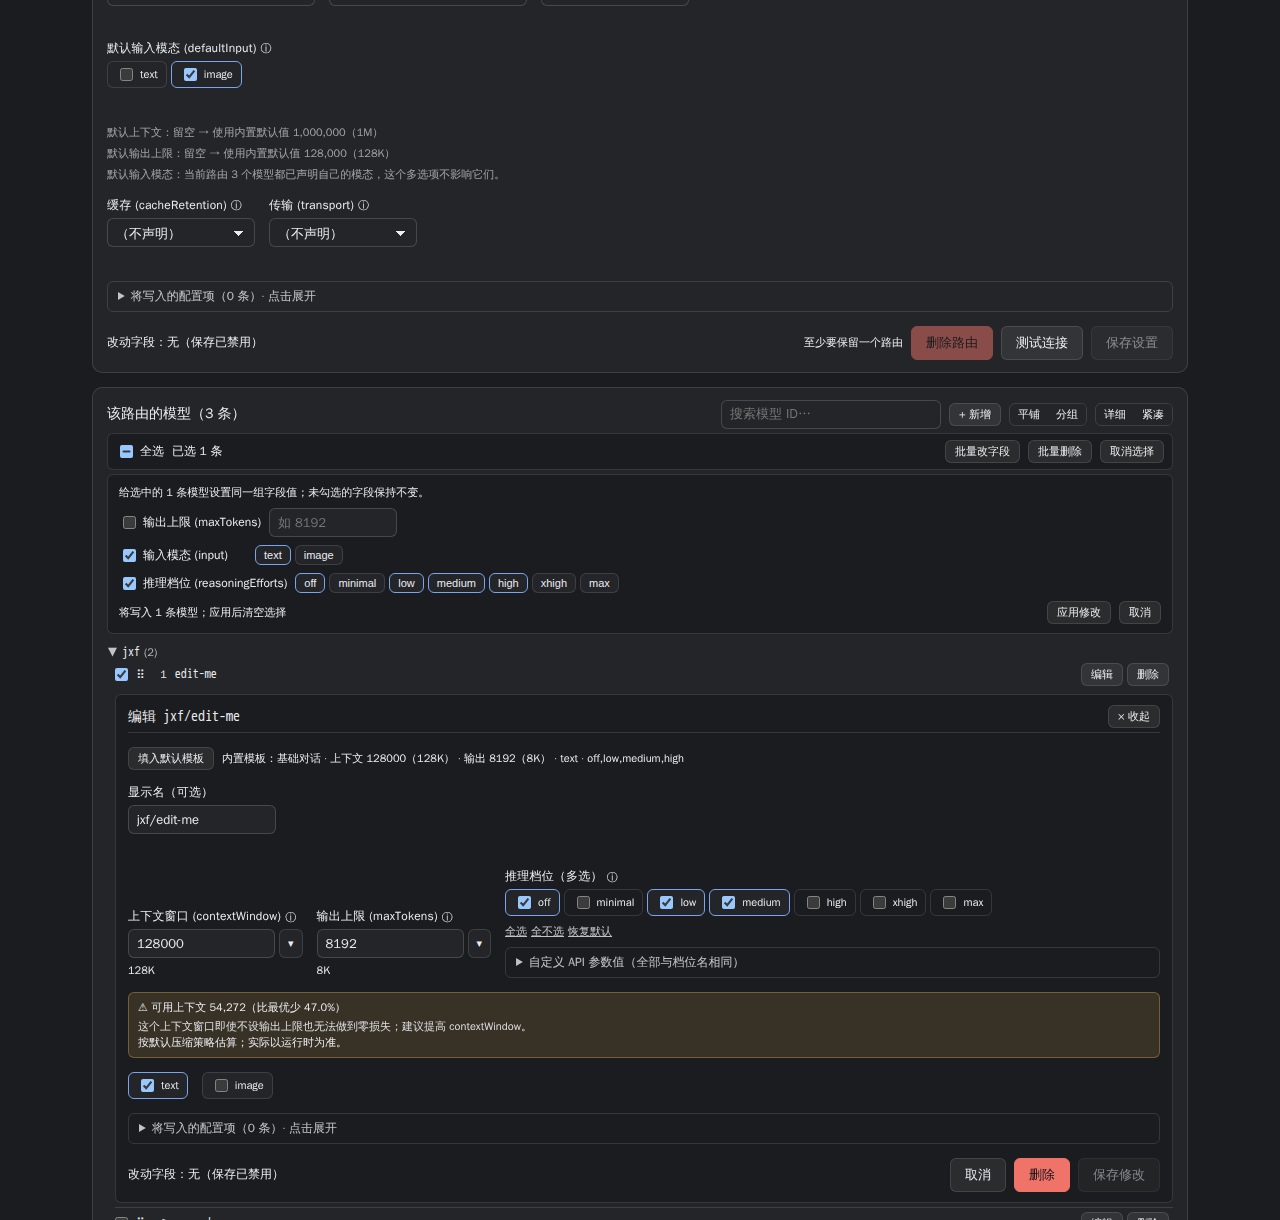 默认输入模态 (defaultInput) ⓘ
text image
默认上下文：留空 → 使用内置默认值 1,000,000（1M）
默认输出上限：留空 → 使用内置默认值 128,000（128K）
默认输入模态：当前路由 3 个模型都已声明自己的模态，这个多选项不影响它们。
缓存 (cacheRetention) ⓘ 传输 (transport) ⓘ
（不声明） （不声明）
▶ 将写入的配置项（0 条）· 点击展开
改动字段：无（保存已禁用） 至少要保留一个路由 删除路由 测试连接 保存设置
该路由的模型（3 条） 搜索模型 ID… + 新增 平铺 分组 详细 紧凑
全选 已选 1 条 批量改字段 批量删除 取消选择
给选中的 1 条模型设置同一组字段值；未勾选的字段保持不变。
输出上限 (maxTokens) 如 8192
输入模态 (input) text image
推理档位 (reasoningEfforts) off minimal low medium high xhigh max
将写入 1 条模型；应用后清空选择 应用修改 取消
▼ jxf (2)
⠿ 1 edit-me 编辑 删除
编辑 jxf/edit-me × 收起
填入默认模板 内置模板：基础对话 · 上下文 128000（128K） · 输出 8192（8K） · text · off,low,medium,high
显示名（可选）
jxf/edit-me
推理档位（多选） ⓘ
off minimal low medium high xhigh max
上下文窗口 (contextWindow) ⓘ 输出上限 (maxTokens) ⓘ
全选 全不选 恢复默认
128000 ▾ 8192 ▾
▶ 自定义 API 参数值（全部与档位名相同）
128K 8K
⚠ 可用上下文 54,272（比最优少 47.0%）
这个上下文窗口即使不设输出上限也无法做到零损失；建议提高 contextWindow。
按默认压缩策略估算；实际以运行时为准。
text image
▶ 将写入的配置项（0 条）· 点击展开
改动字段：无（保存已禁用） 取消 删除 保存修改